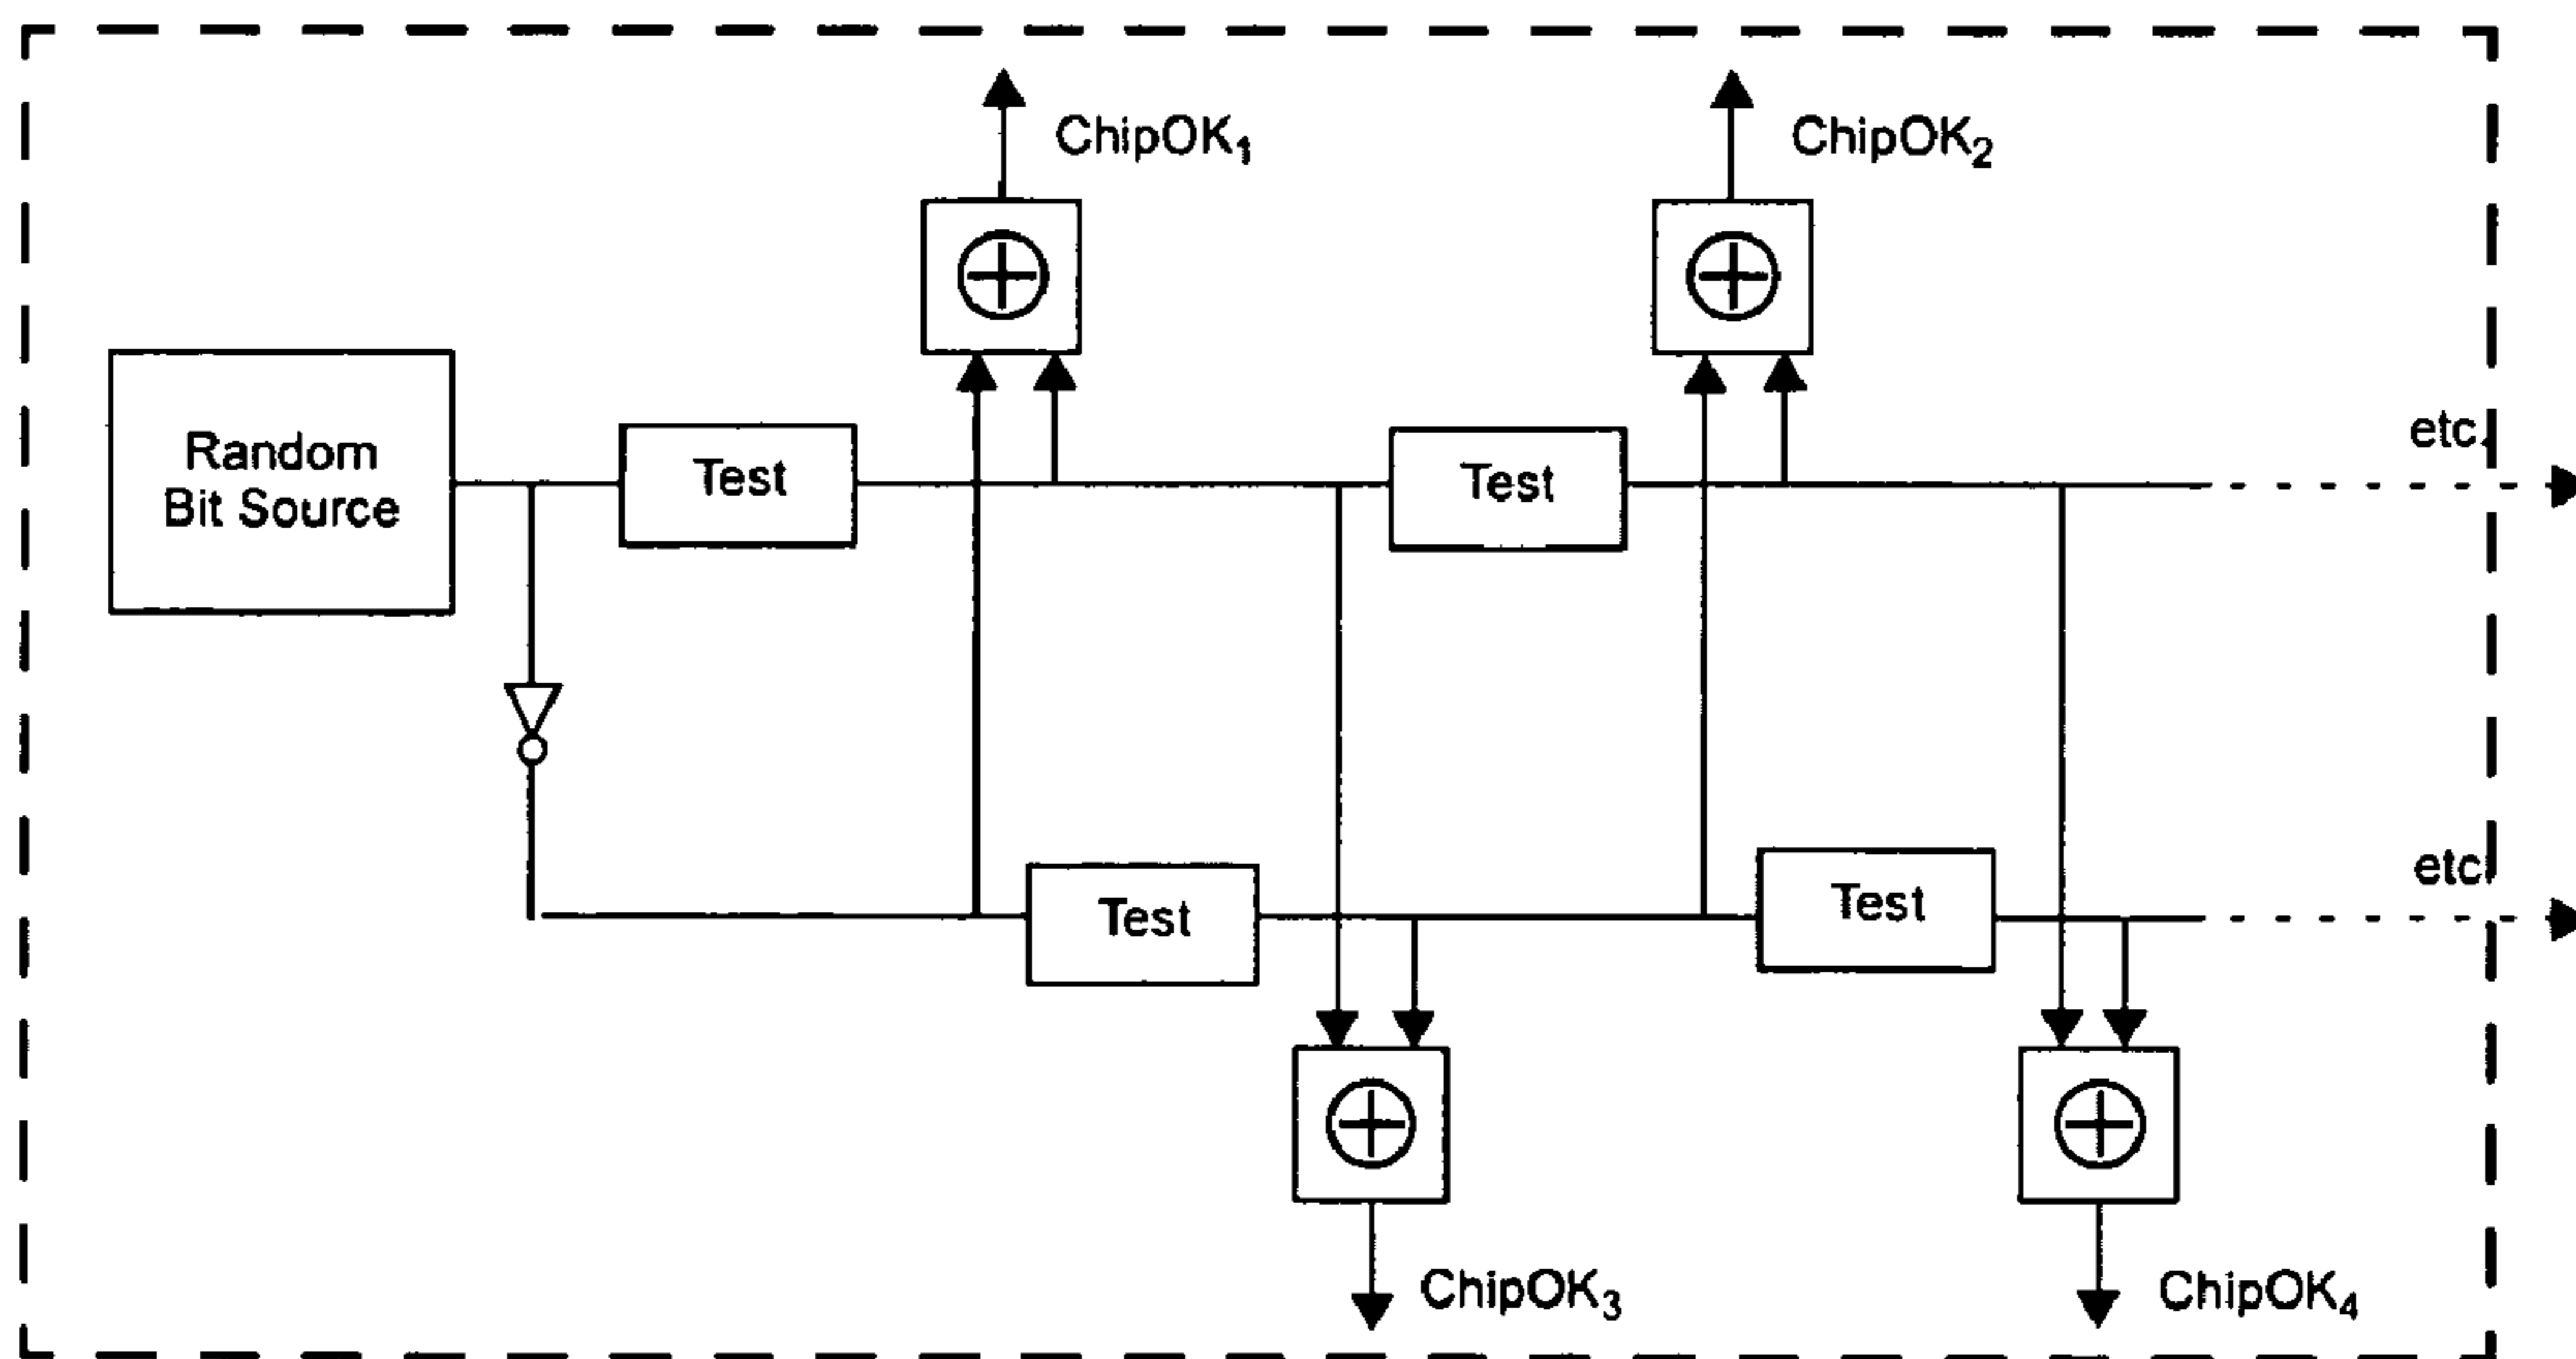 ChipOK₁
ChipOK₂
Random
Bit Source
Test
Test
etc.
Test
Test
etc.
ChipOK₃
ChipOK₄